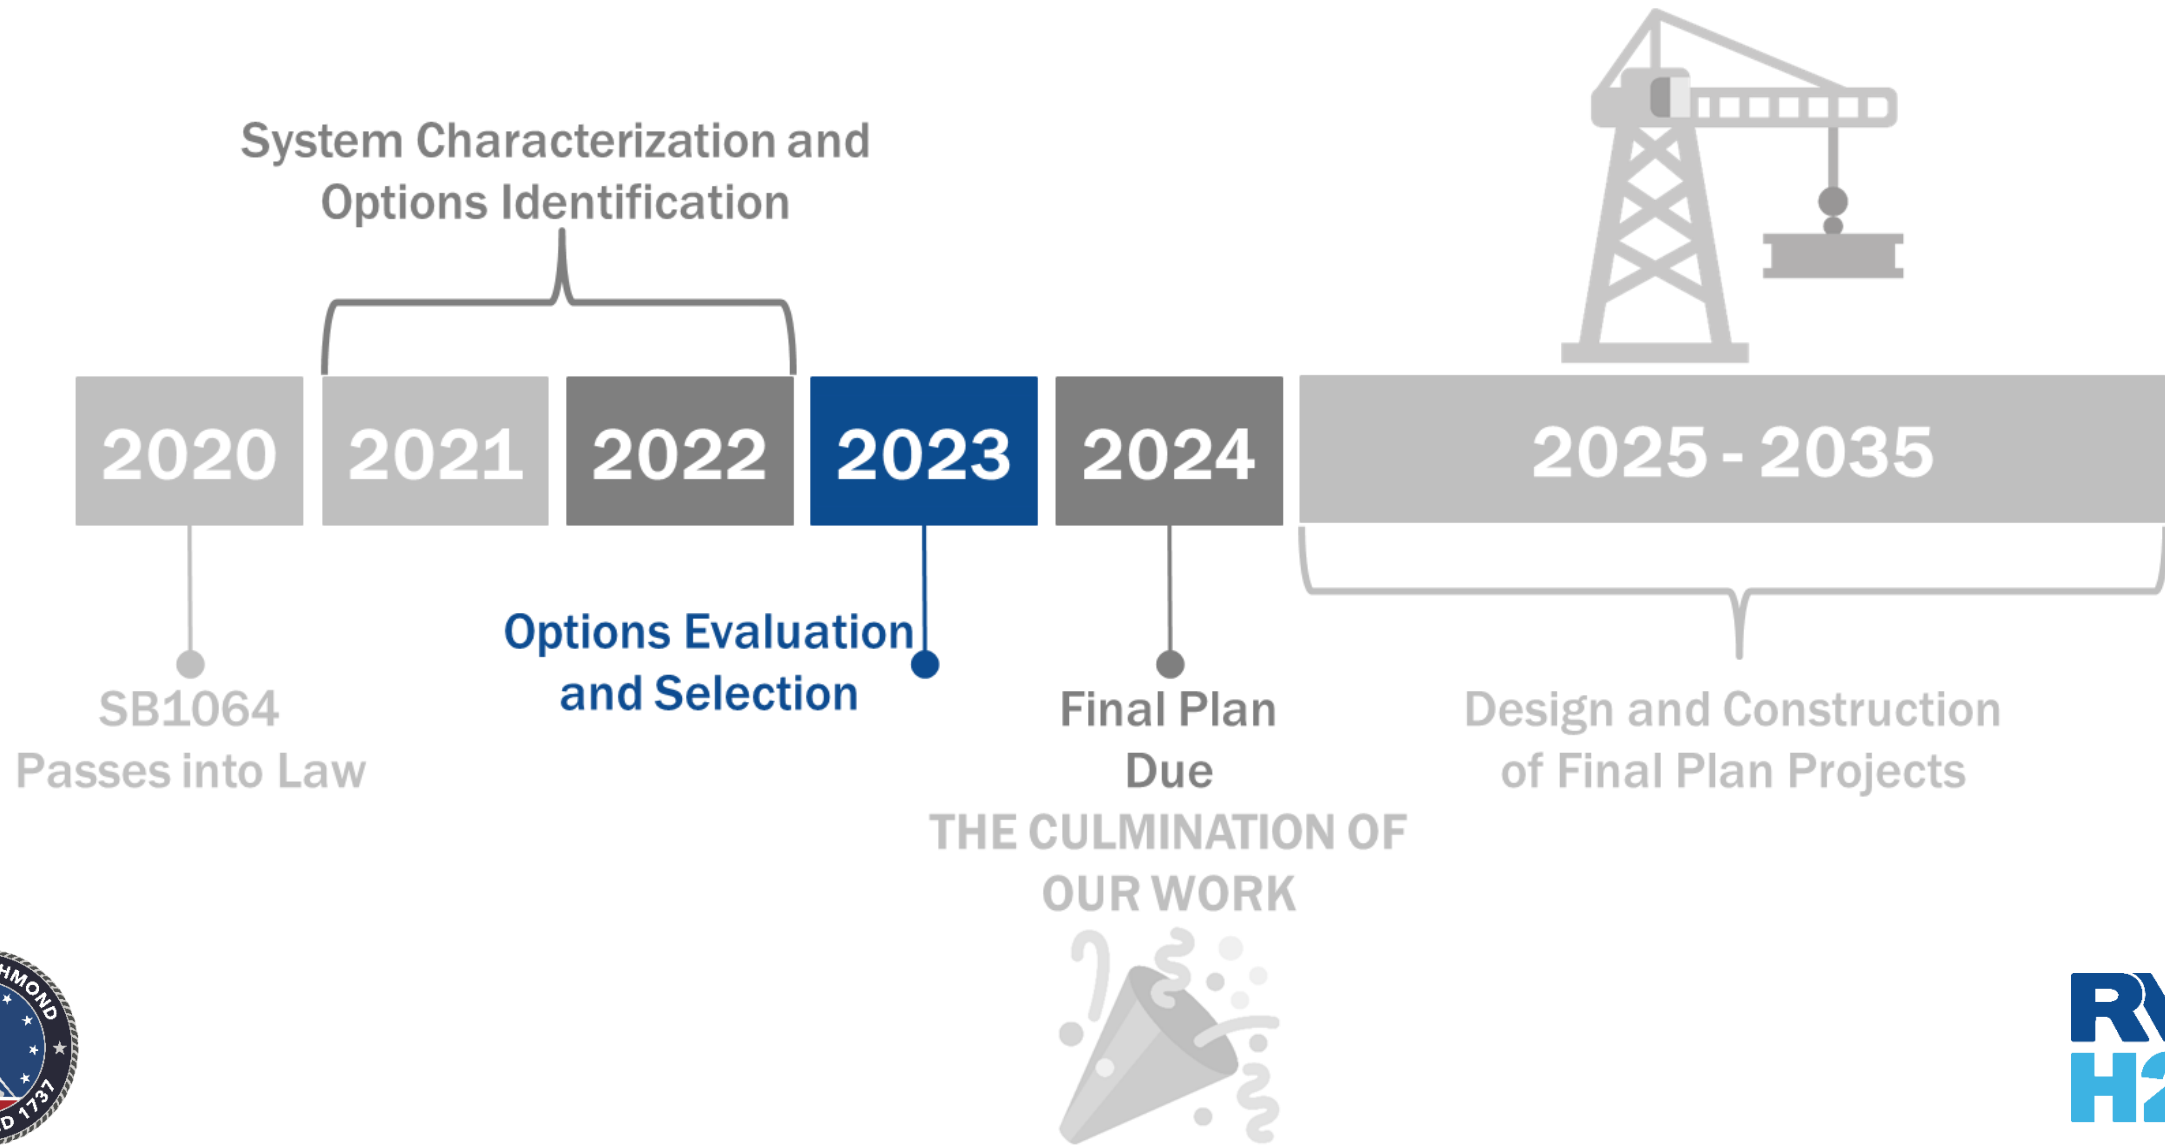 System Characterization and
Options Identification
2020
2021
2022
2023
2024
2025 - 2035
Options Evaluation
and Selection
SB1064
Passes into Law
Final Plan
Due
THE CULMINATION OF
OUR WORK
Design and Construction
of Final Plan Projects
1737